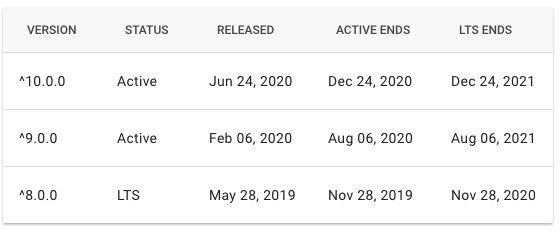 VERSION STATUS RELEASED ACTIVE ENDS LTS ENDS
^10.0.0 Active Jun 24, 2020 Dec 24, 2020 Dec 24, 2021
^9.0.0 Active Feb 06, 2020 Aug 06, 2020 Aug 06, 2021
^8.0.0 LTS May 28, 2019 Nov 28, 2019 Nov 28, 2020